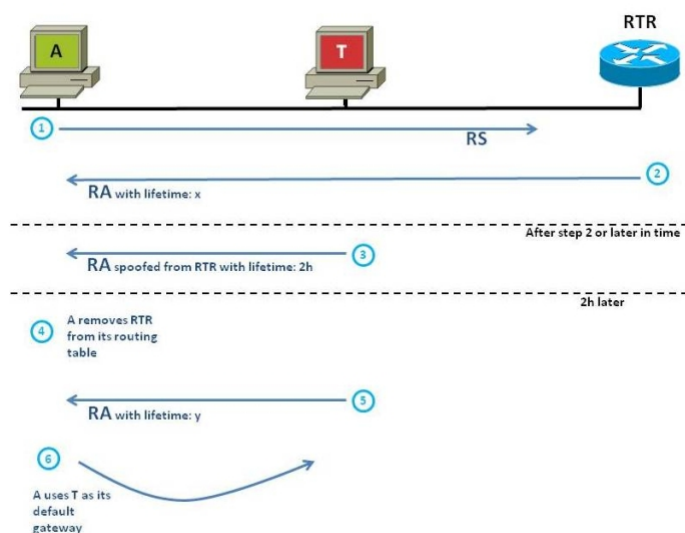 A
T
RTR
1
RS
2
RA with lifetime: x
After step 2 or later in time
3
RA spoofed from RTR with lifetime: 2h
2h later
4
A removes RTR
from its routing
table
5
RA with lifetime: y
6
A uses T as its
default
gateway